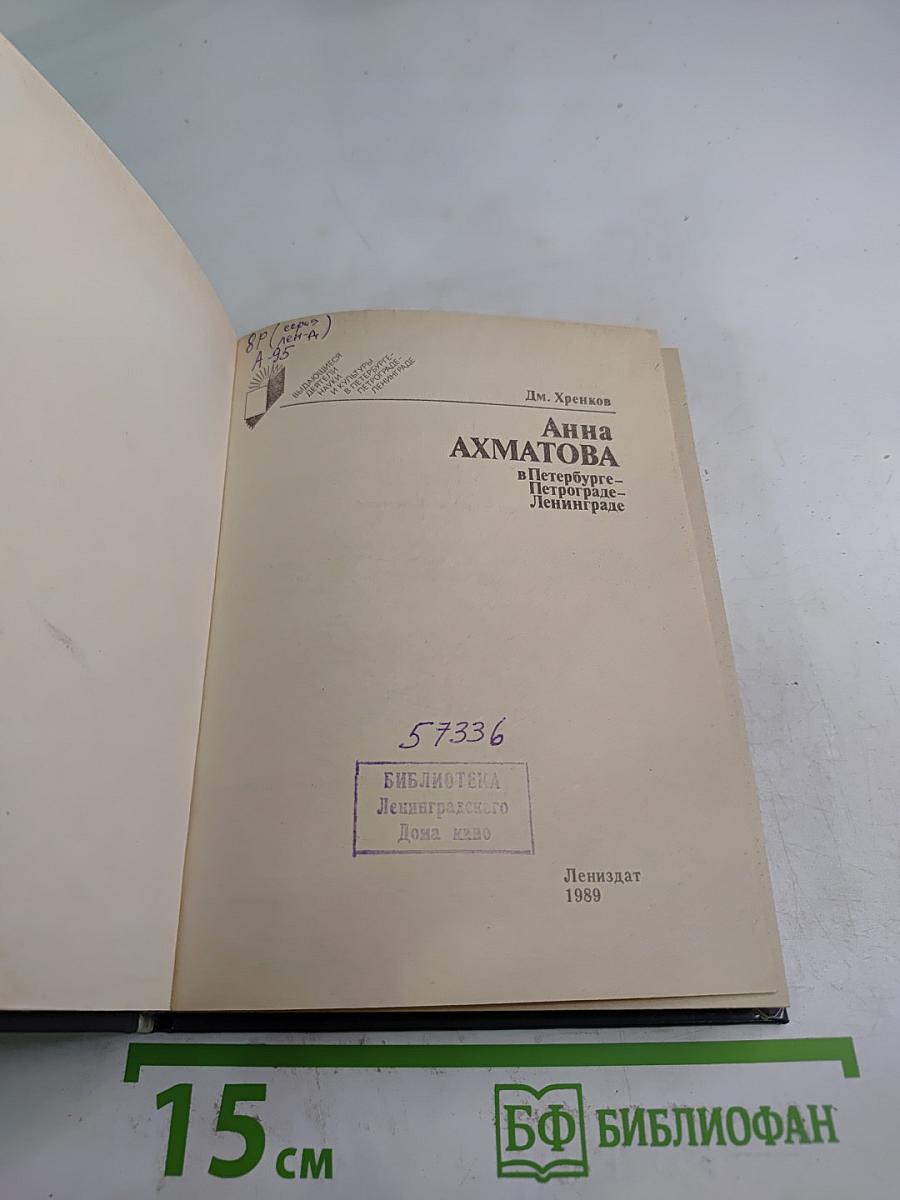 8Р (серия
лен-д)
А-95
ВЫДАЮЩИЕСЯ
ДЕЯТЕЛИ
НАУКИ
И КУЛЬТУРЫ
В ПЕТЕРБУРГЕ-
ПЕТРОГРАДЕ-
ЛЕНИНГРАДЕ
Дм. Хренков
Анна
АХМАТОВА
в Петербурге–
Петрограде–
Ленинграде
57336
БИБЛИОТЕКА
Ленинградского
Дома кино
Лениздат
1989
15 см
БФ БИБЛИОФАН